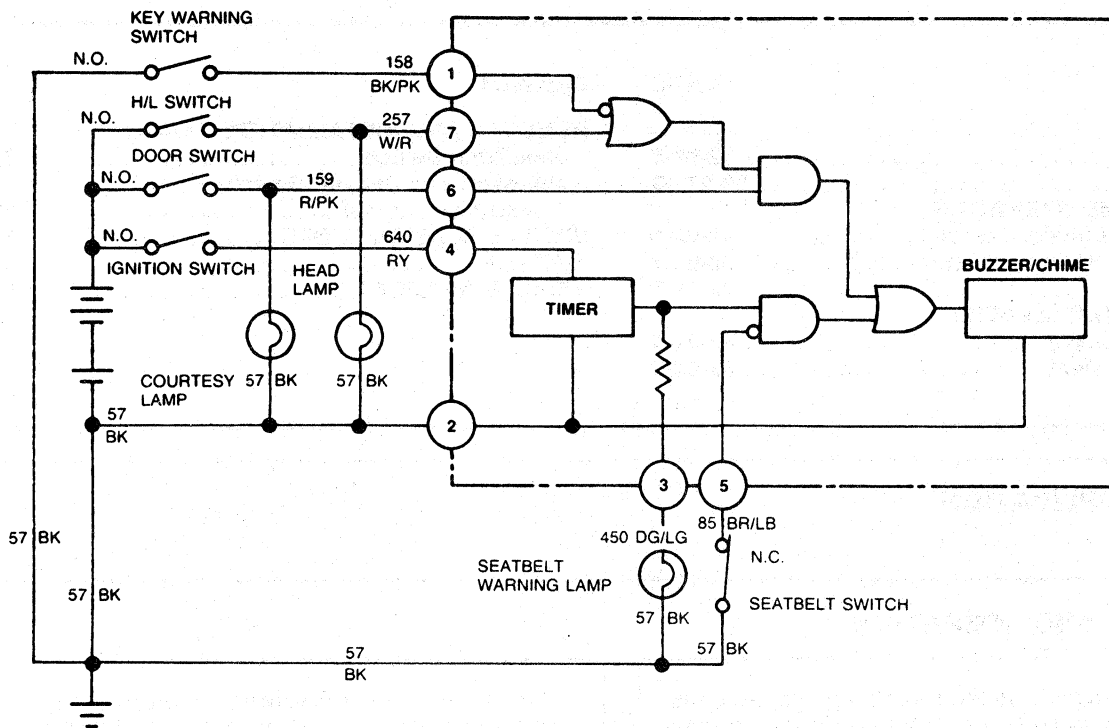 KEY WARNING
SWITCH
N.O.
158
BK/PK
1
H/L SWITCH
N.O.
257
W/R
7
DOOR SWITCH
N.O.
159
R/PK
6
N.O.
640
RY
4
IGNITION SWITCH
HEAD
LAMP
TIMER
BUZZER/CHIME
COURTESY
LAMP
57 BK
57 BK
57
BK
2
3
5
57 BK
57 BK
450 DG/LG
85 BR/LB
N.C.
SEATBELT
WARNING LAMP
SEATBELT SWITCH
57 BK
57 BK
57
BK